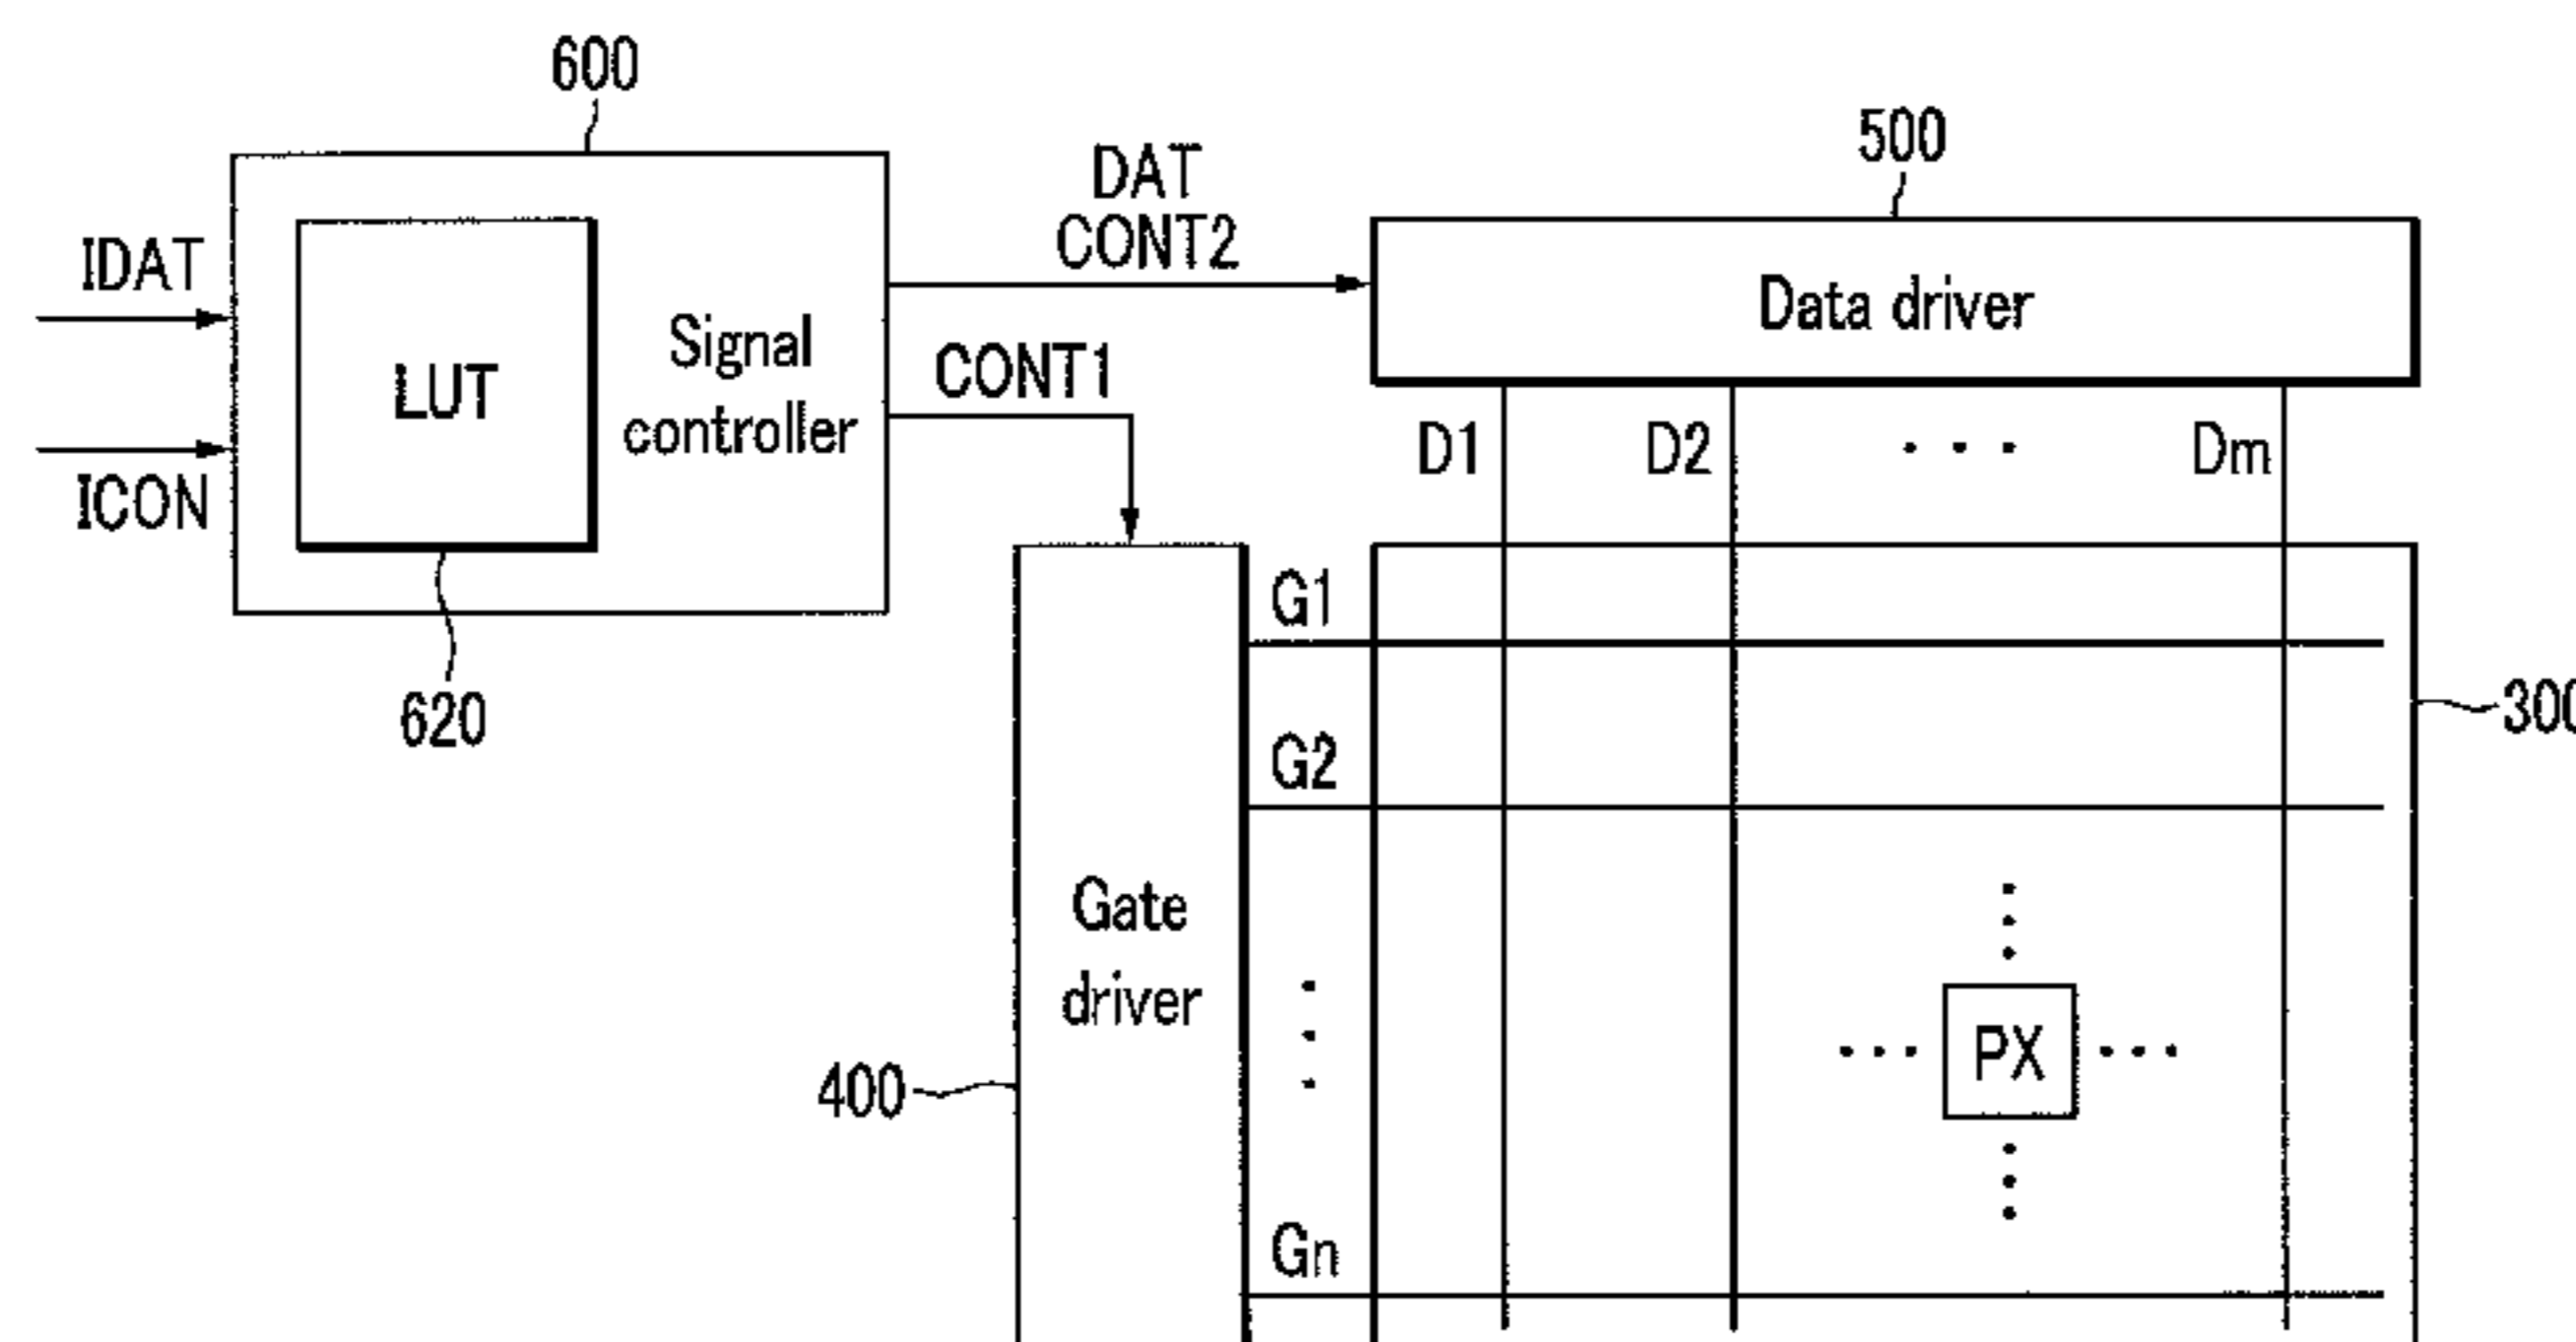 600
500
DAT
CONT2
IDAT
Data driver
Signal
controller
LUT
CONT1
ICON
D1 D2 ... Dm
G1
620
300
G2
Gate
driver
PX
400
Gn